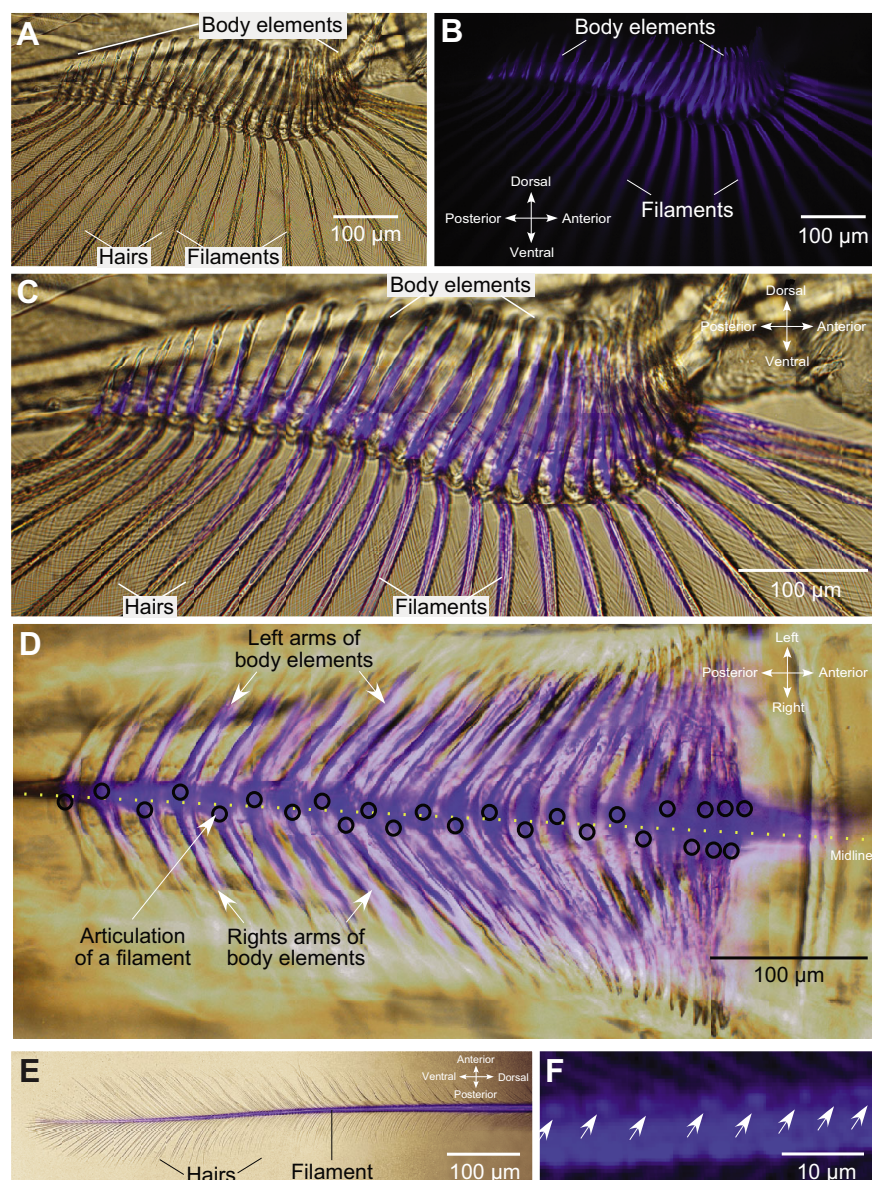 A
Body elements
Hairs
Filaments
100 µm
B
Body elements
Dorsal
Posterior
Anterior
Ventral
Filaments
100 µm
C
Body elements
Dorsal
Posterior
Anterior
Ventral
Hairs
Filaments
100 µm
D
Left arms of
body elements
Left
Posterior
Anterior
Right
Midline
Articulation
of a filament
Rights arms of
body elements
100 µm
E
Anterior
Ventral
Dorsal
Posterior
Hairs
Filament
100 µm
F
10 µm